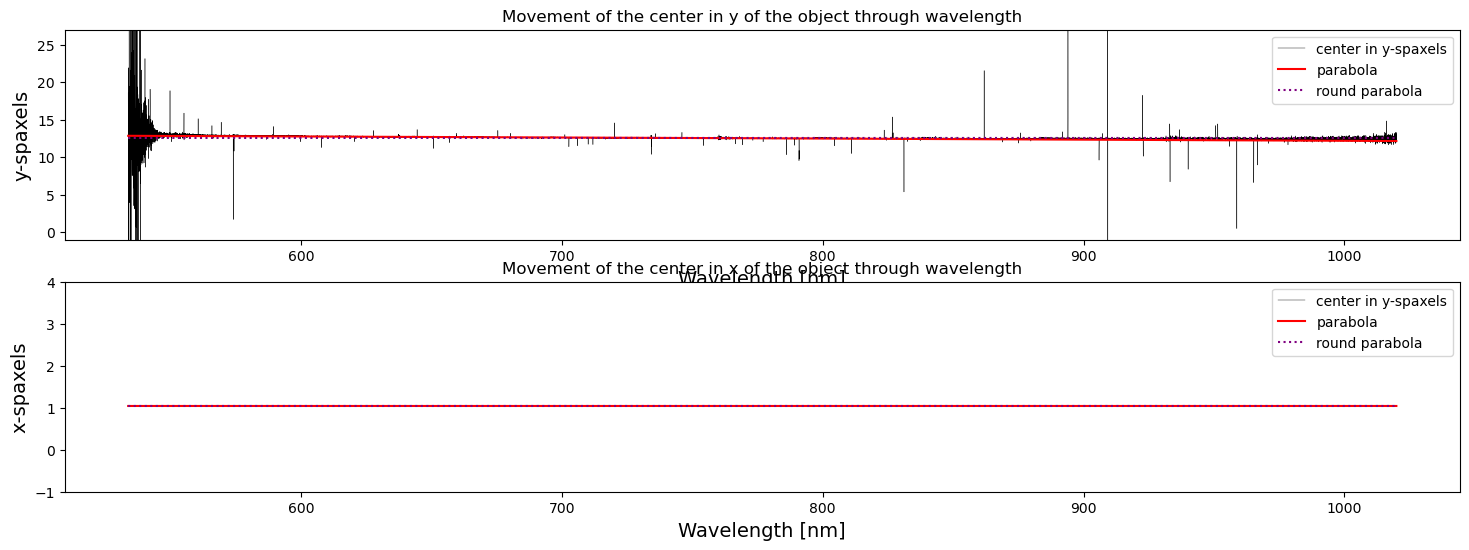 Movement of the center in y of the object through wavelength
25
20
15
10
5
0
y-spaxels
center in y-spaxels
parabola
round parabola
600
700
800
900
1000
Wavelength [nm]
Movement of the center in x of the object through wavelength
4
3
2
1
0
−1
x-spaxels
center in y-spaxels
parabola
round parabola
600
700
800
900
1000
Wavelength [nm]